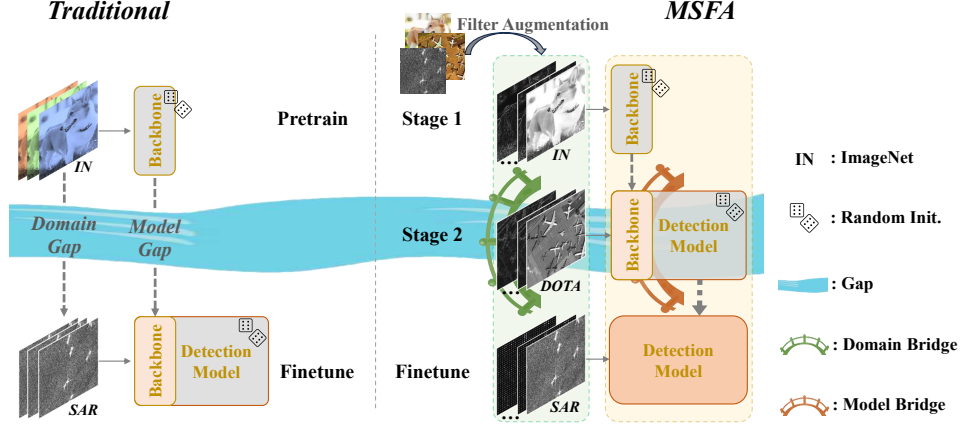 Traditional
MSFA
Filter Augmentation
Pretrain
Stage 1
Backbone
IN
Backbone
...
IN
IN
: ImageNet
: Random Init.
Domain
Gap
Model
Gap
Stage 2
Backbone
Detection
Model
...
DOTA
: Gap
Backbone
Detection
Model
SAR
Finetune
Finetune
...
SAR
Detection
Model
: Domain Bridge
: Model Bridge